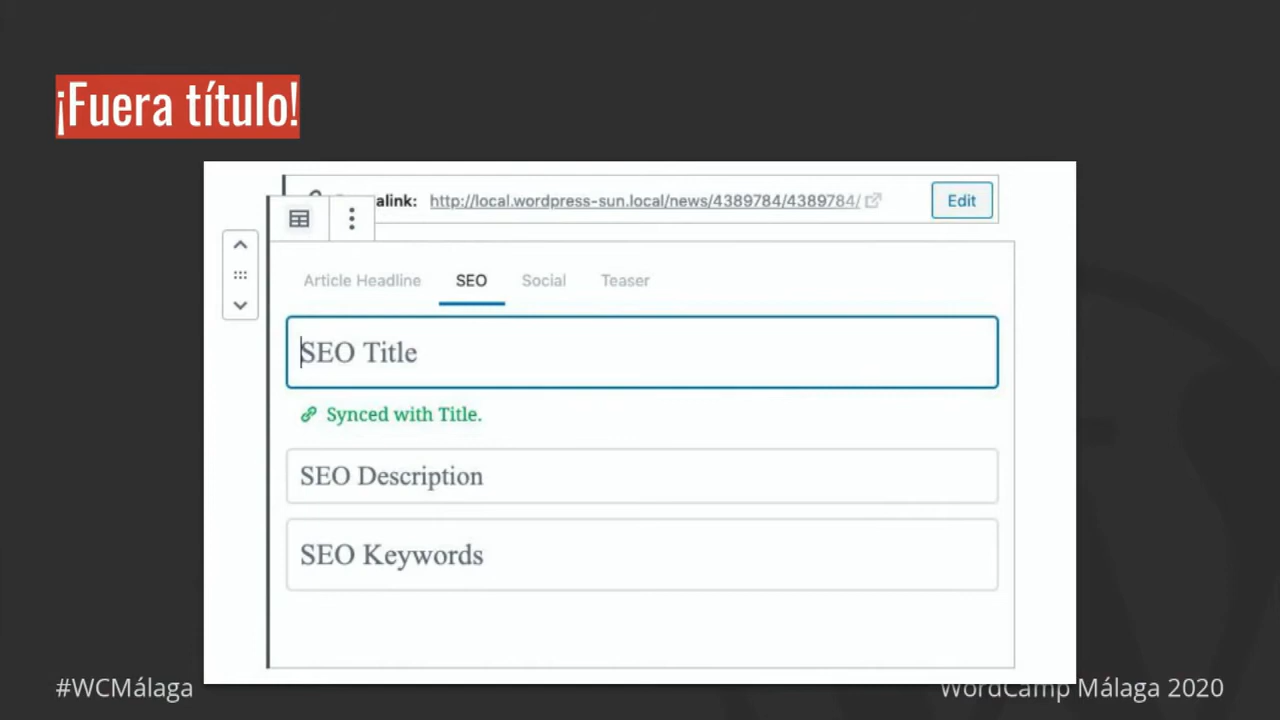 ¡Fuera título!
alink: http://local.wordpress-sun.local/news/4389784/4389784/ Edit
Article Headline SEO Social Teaser
SEO Title
Synced with Title.
SEO Description
SEO Keywords
#WCMálaga WordCamp Málaga 2020